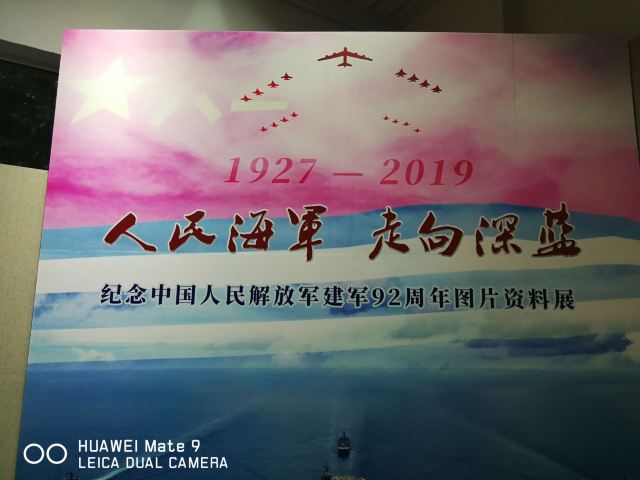 八一
1927 — 2019
人民海軍 走向深蓝
纪念中国人民解放军建军92周年图片资料展
HUAWEI Mate 9
LEICA DUAL CAMERA